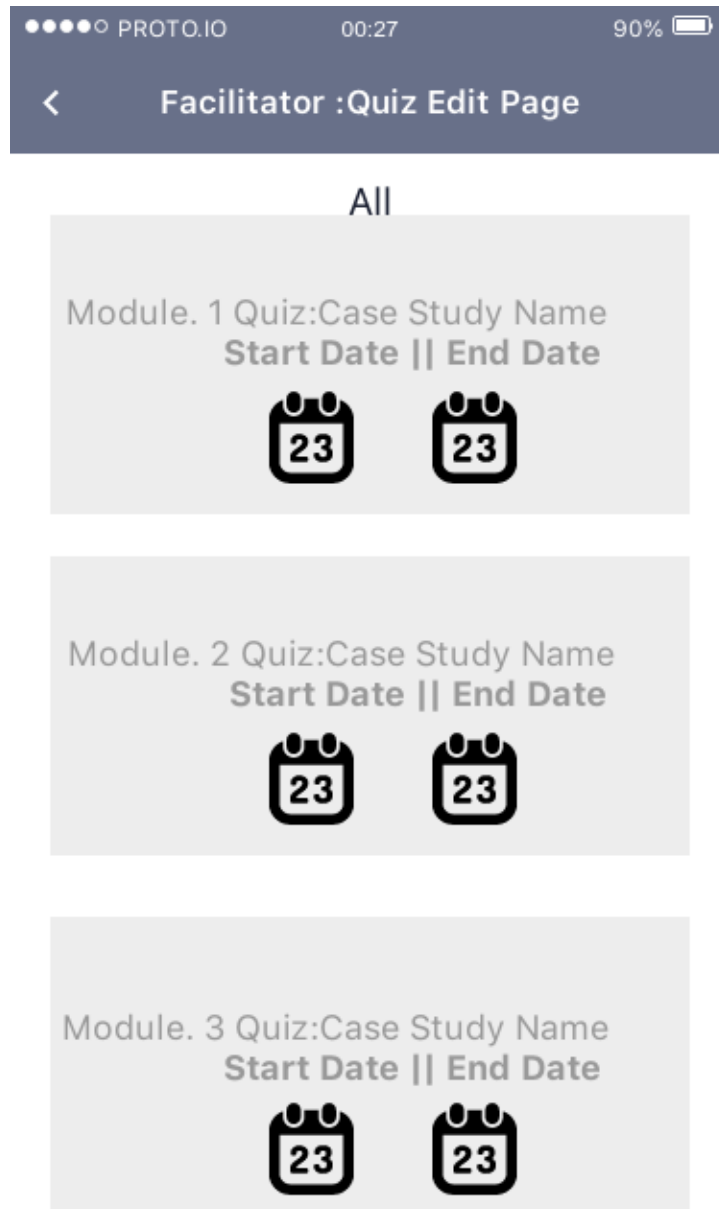 PROTO.IO 00:27 90%
Facilitator :Quiz Edit Page
All
Module. 1 Quiz:Case Study Name
Start Date || End Date
23 23
Module. 2 Quiz:Case Study Name
Start Date || End Date
23 23
Module. 3 Quiz:Case Study Name
Start Date || End Date
23 23